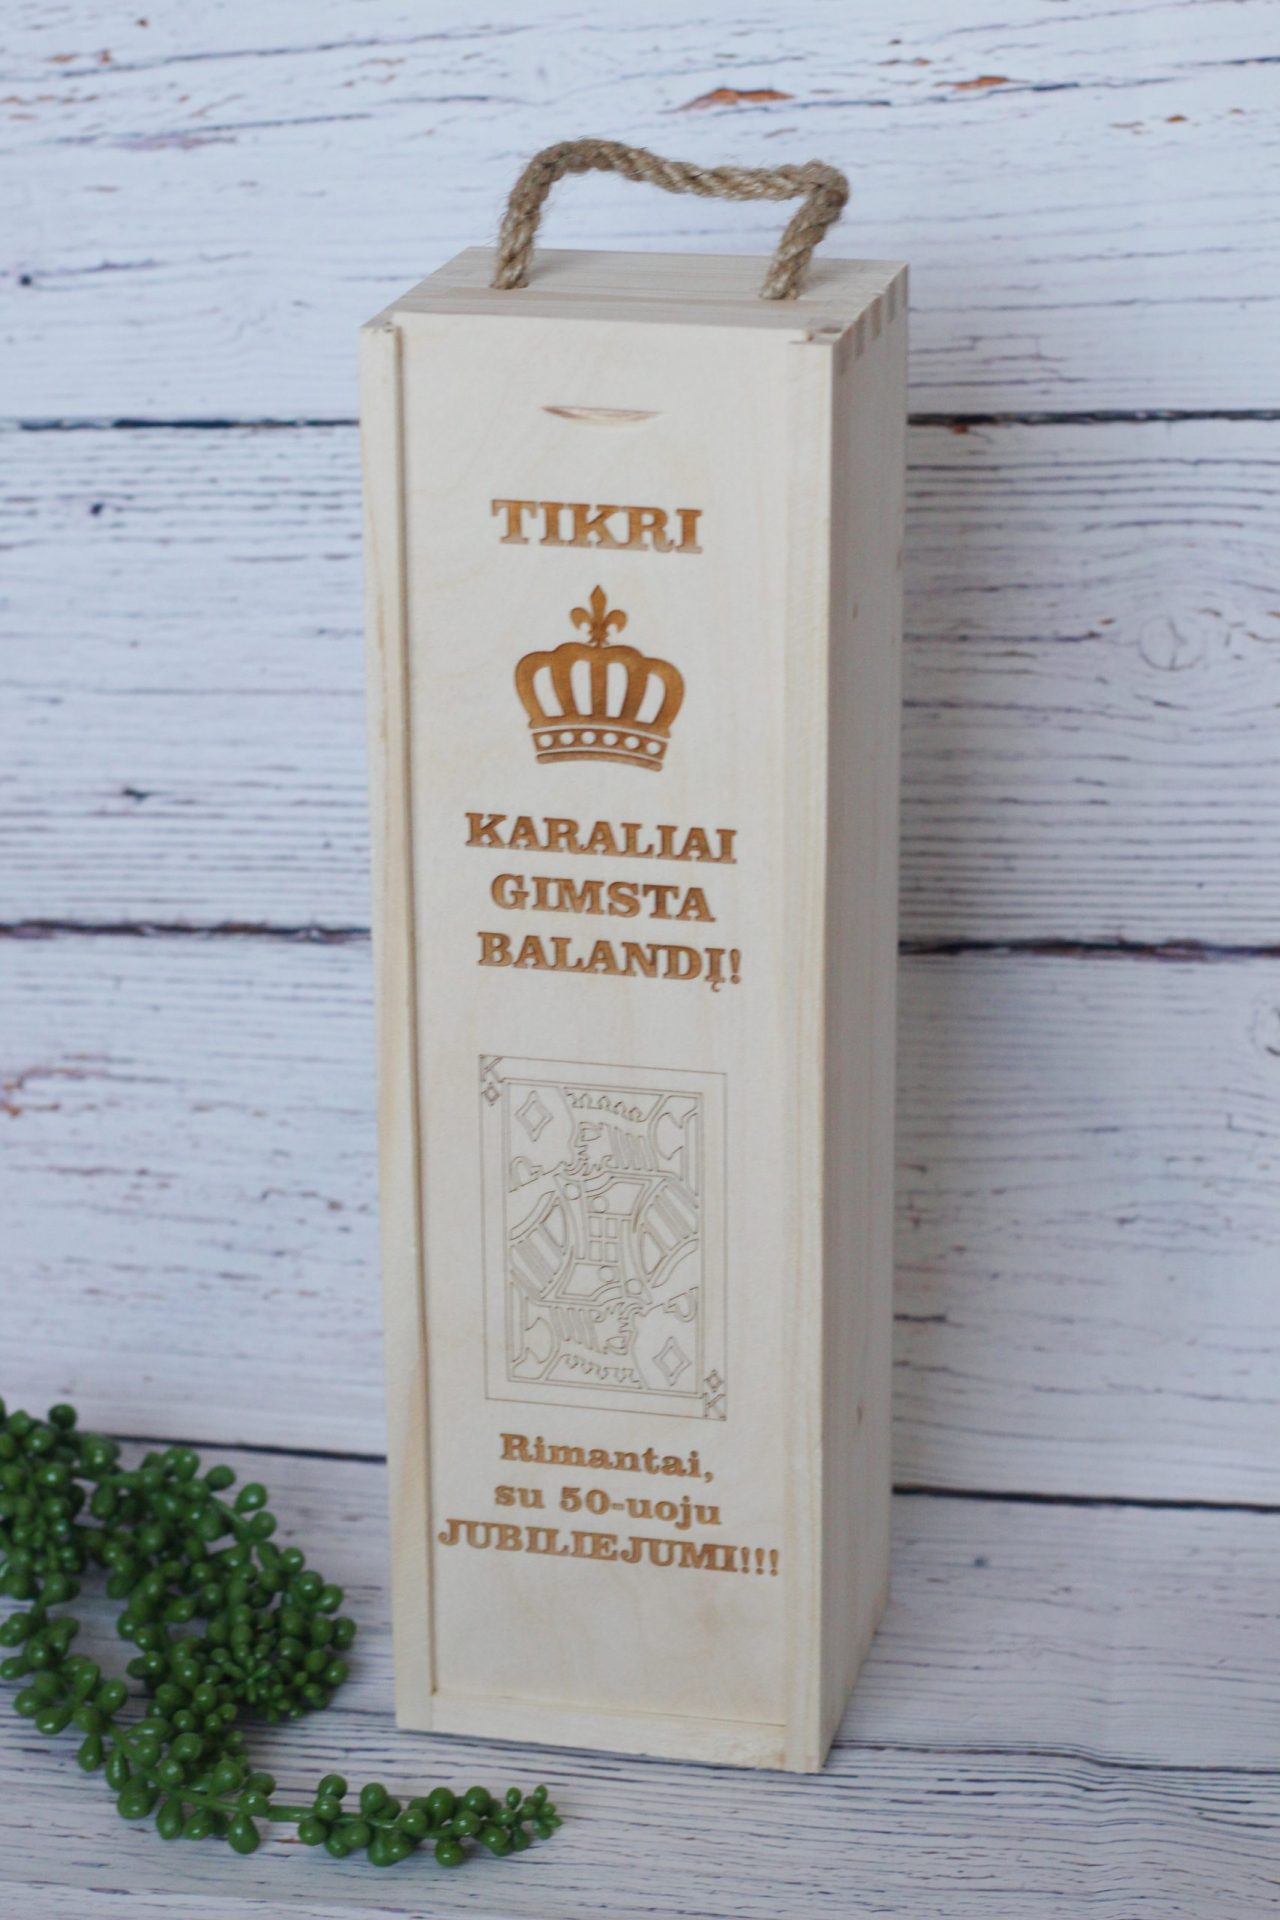 TIKRI
KARALIAI
GIMSTA
BALANDĮ!
K
K
Rimantai,
su 50-uoju
JUBILIEJUMI!!!